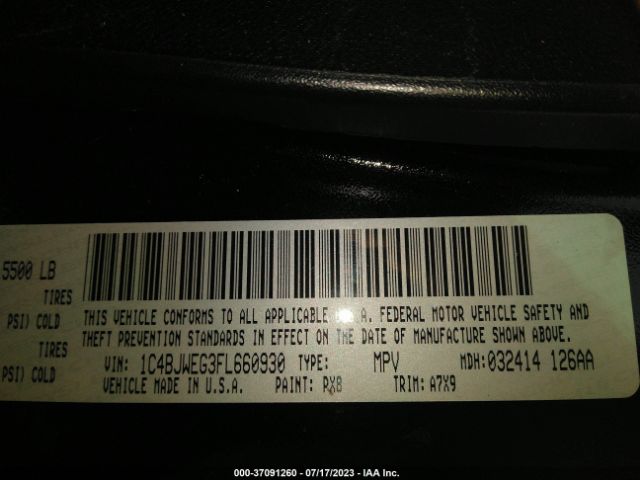 5500 LB
TIRES
PSI) COLD
TIRES
PSI) COLD
THIS VEHICLE CONFORMS TO ALL APPLICABLE U.S.A. FEDERAL MOTOR VEHICLE SAFETY AND
THEFT PREVENTION STANDARDS IN EFFECT ON THE DATE OF MANUFACTURE SHOWN ABOVE.
VIN: 1C4BJWEG3FL660930 TYPE: MPV MDH:032414 126AA
VEHICLE MADE IN U.S.A. PAINT: PX8 TRIM: A7X9
000-37091260 - 07/17/2023 - IAA Inc.